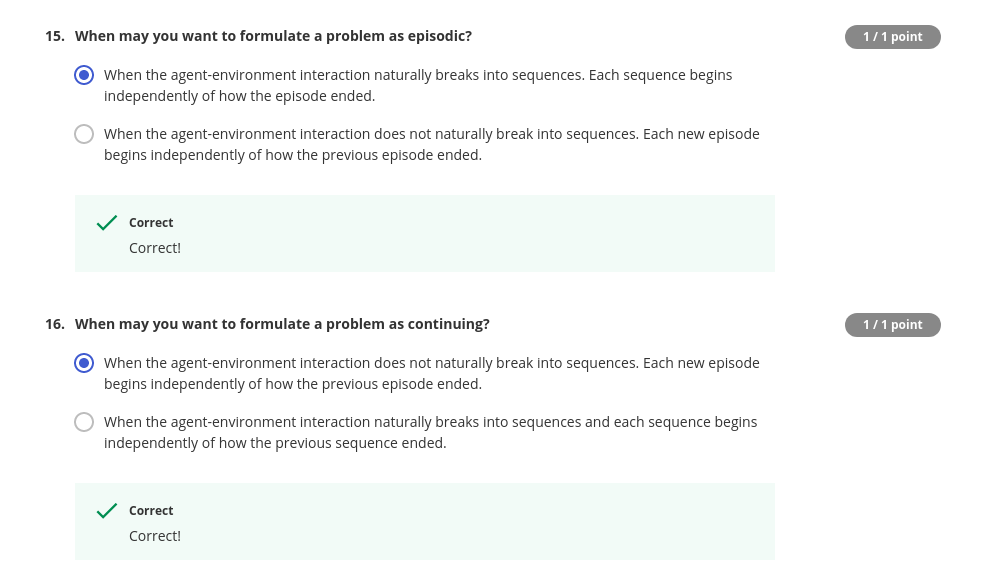 15. When may you want to formulate a problem as episodic?
1 / 1 point
When the agent-environment interaction naturally breaks into sequences. Each sequence begins
independently of how the episode ended.
When the agent-environment interaction does not naturally break into sequences. Each new episode
begins independently of how the previous episode ended.
Correct
Correct!
16. When may you want to formulate a problem as continuing?
1 / 1 point
When the agent-environment interaction does not naturally break into sequences. Each new episode
begins independently of how the previous episode ended.
When the agent-environment interaction naturally breaks into sequences and each sequence begins
independently of how the previous sequence ended.
Correct
Correct!